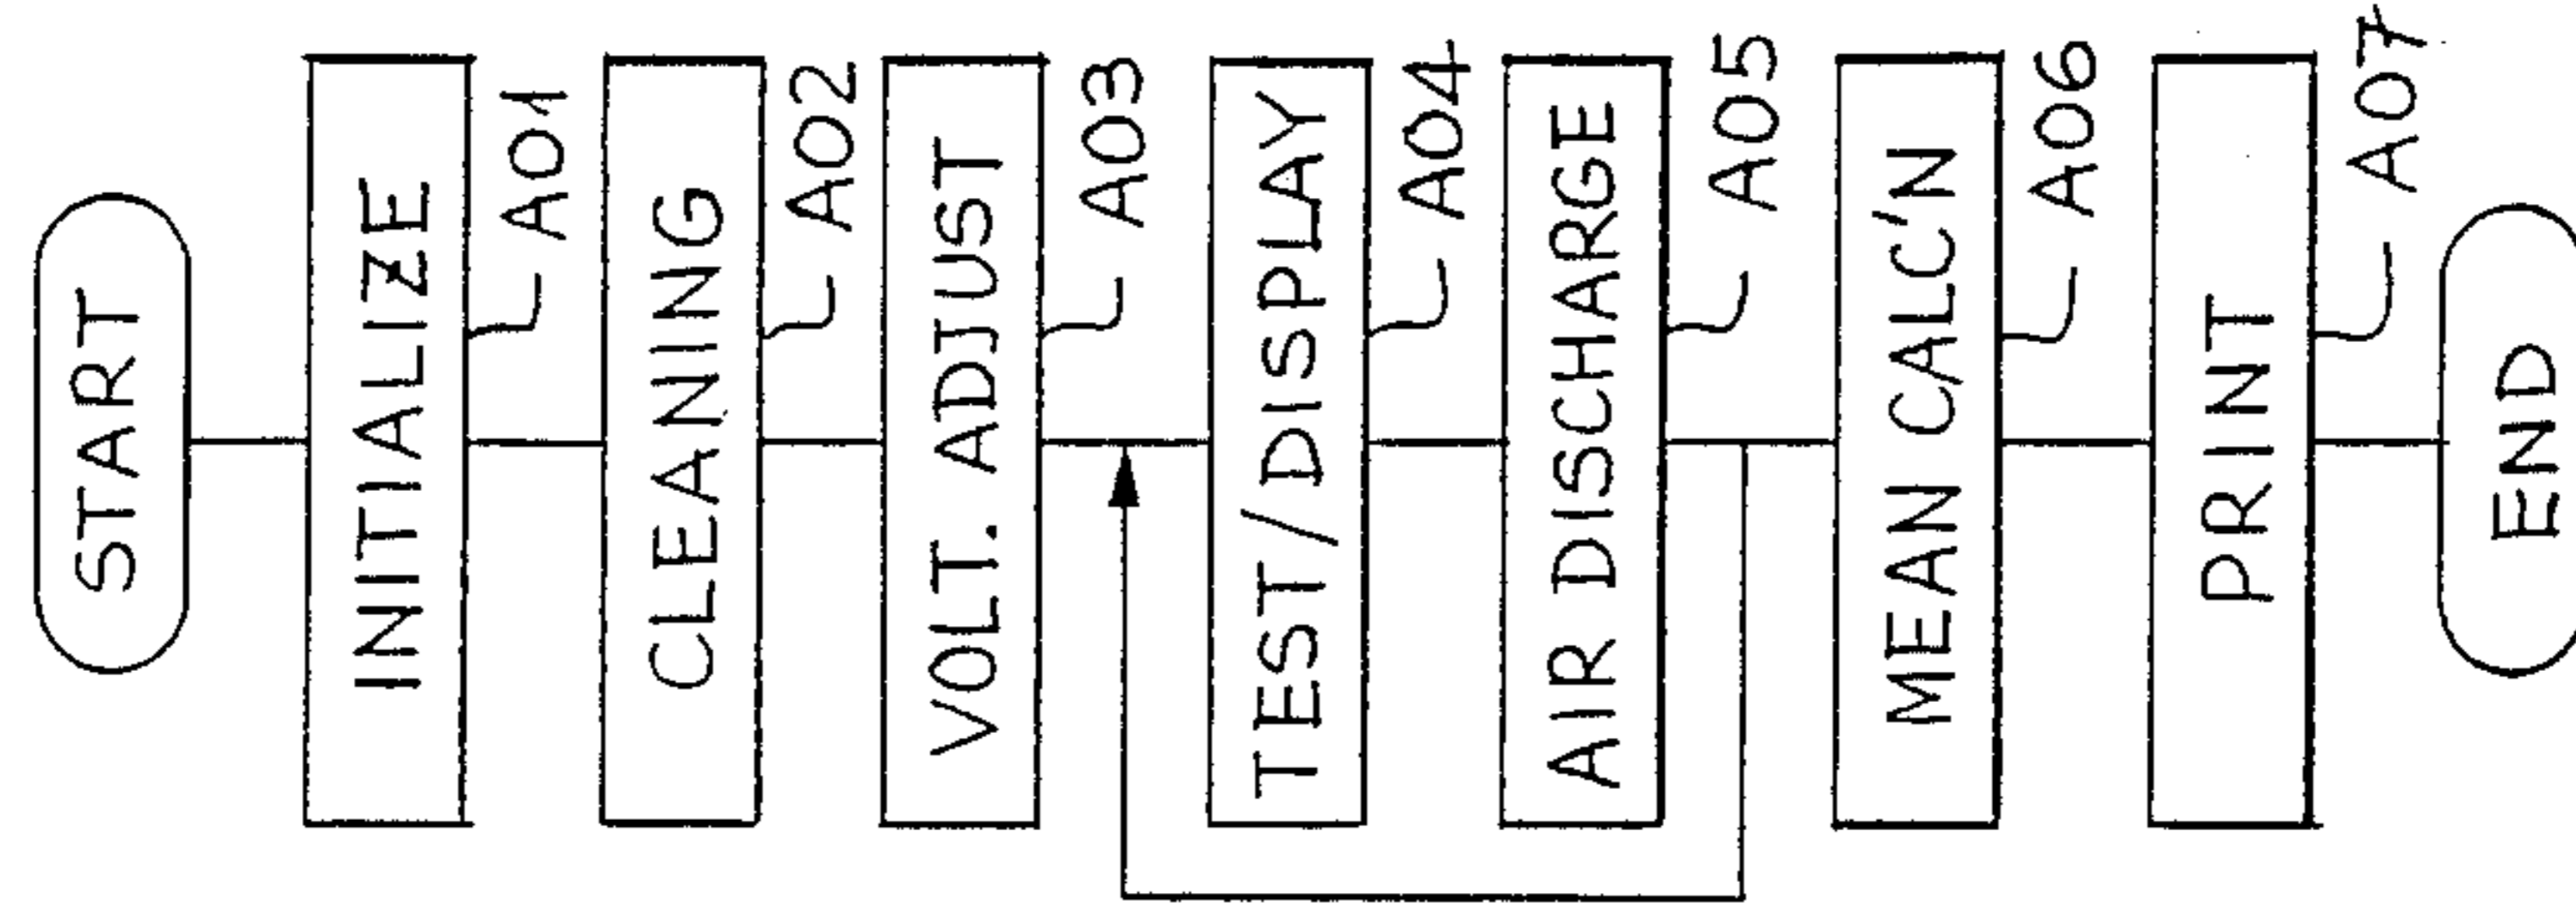 START
INITIALIZE
A01
CLEANING
A02
VOLT. ADJUST
A03
TEST/DISPLAY
A04
AIR DISCHARGE
A05
MEAN CALC'N
A06
PRINT
A07
END